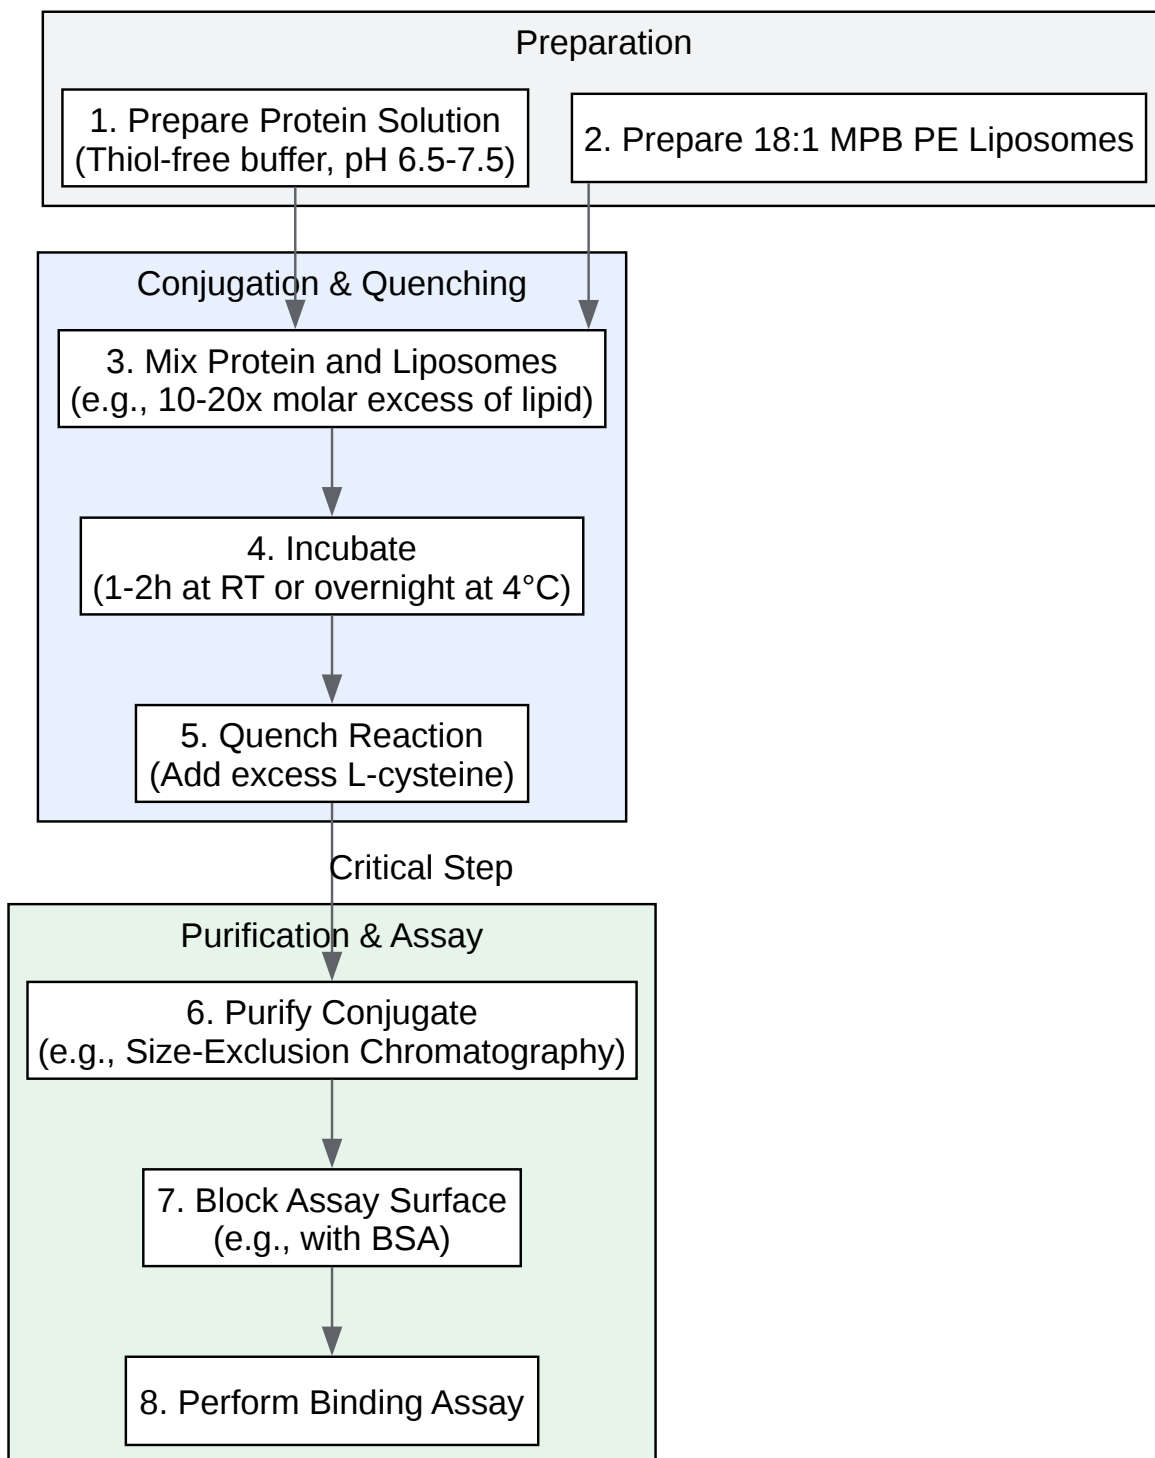 Preparation
1. Prepare Protein Solution
(Thiol-free buffer, pH 6.5-7.5)
2. Prepare 18:1 MPB PE Liposomes
Conjugation & Quenching
3. Mix Protein and Liposomes
(e.g., 10-20x molar excess of lipid)
4. Incubate
(1-2h at RT or overnight at 4°C)
5. Quench Reaction
(Add excess L-cysteine)
Critical Step
Purification & Assay
6. Purify Conjugate
(e.g., Size-Exclusion Chromatography)
7. Block Assay Surface
(e.g., with BSA)
8. Perform Binding Assay